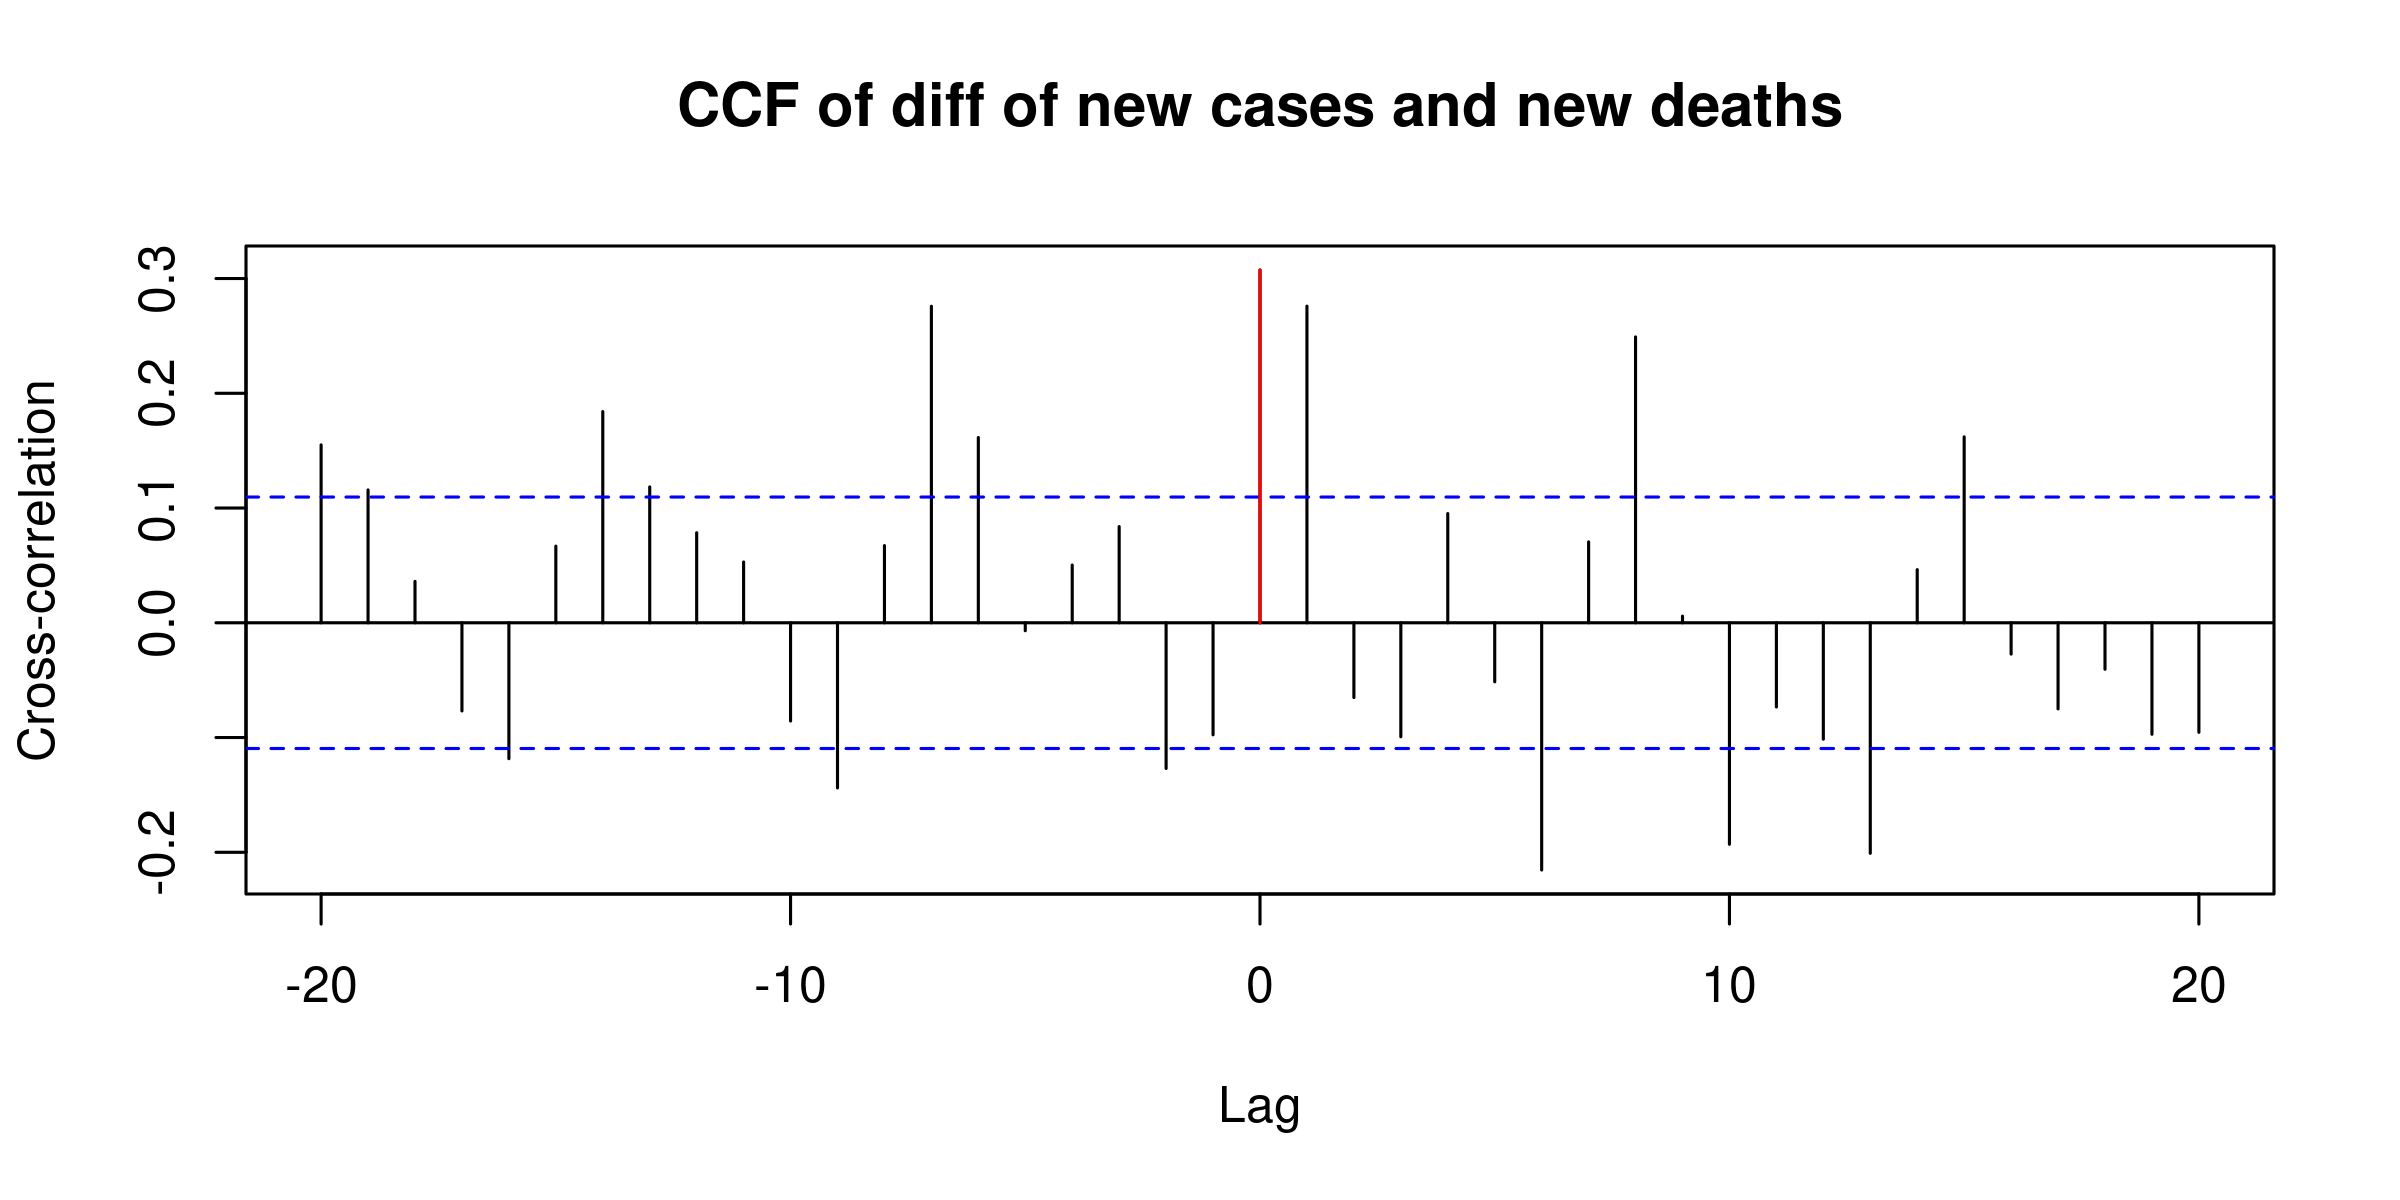 CCF of diff of new cases and new deaths
Cross-correlation
0.3
0.2
0.1
0.0
-0.2
-20 -10 0 10 20
Lag